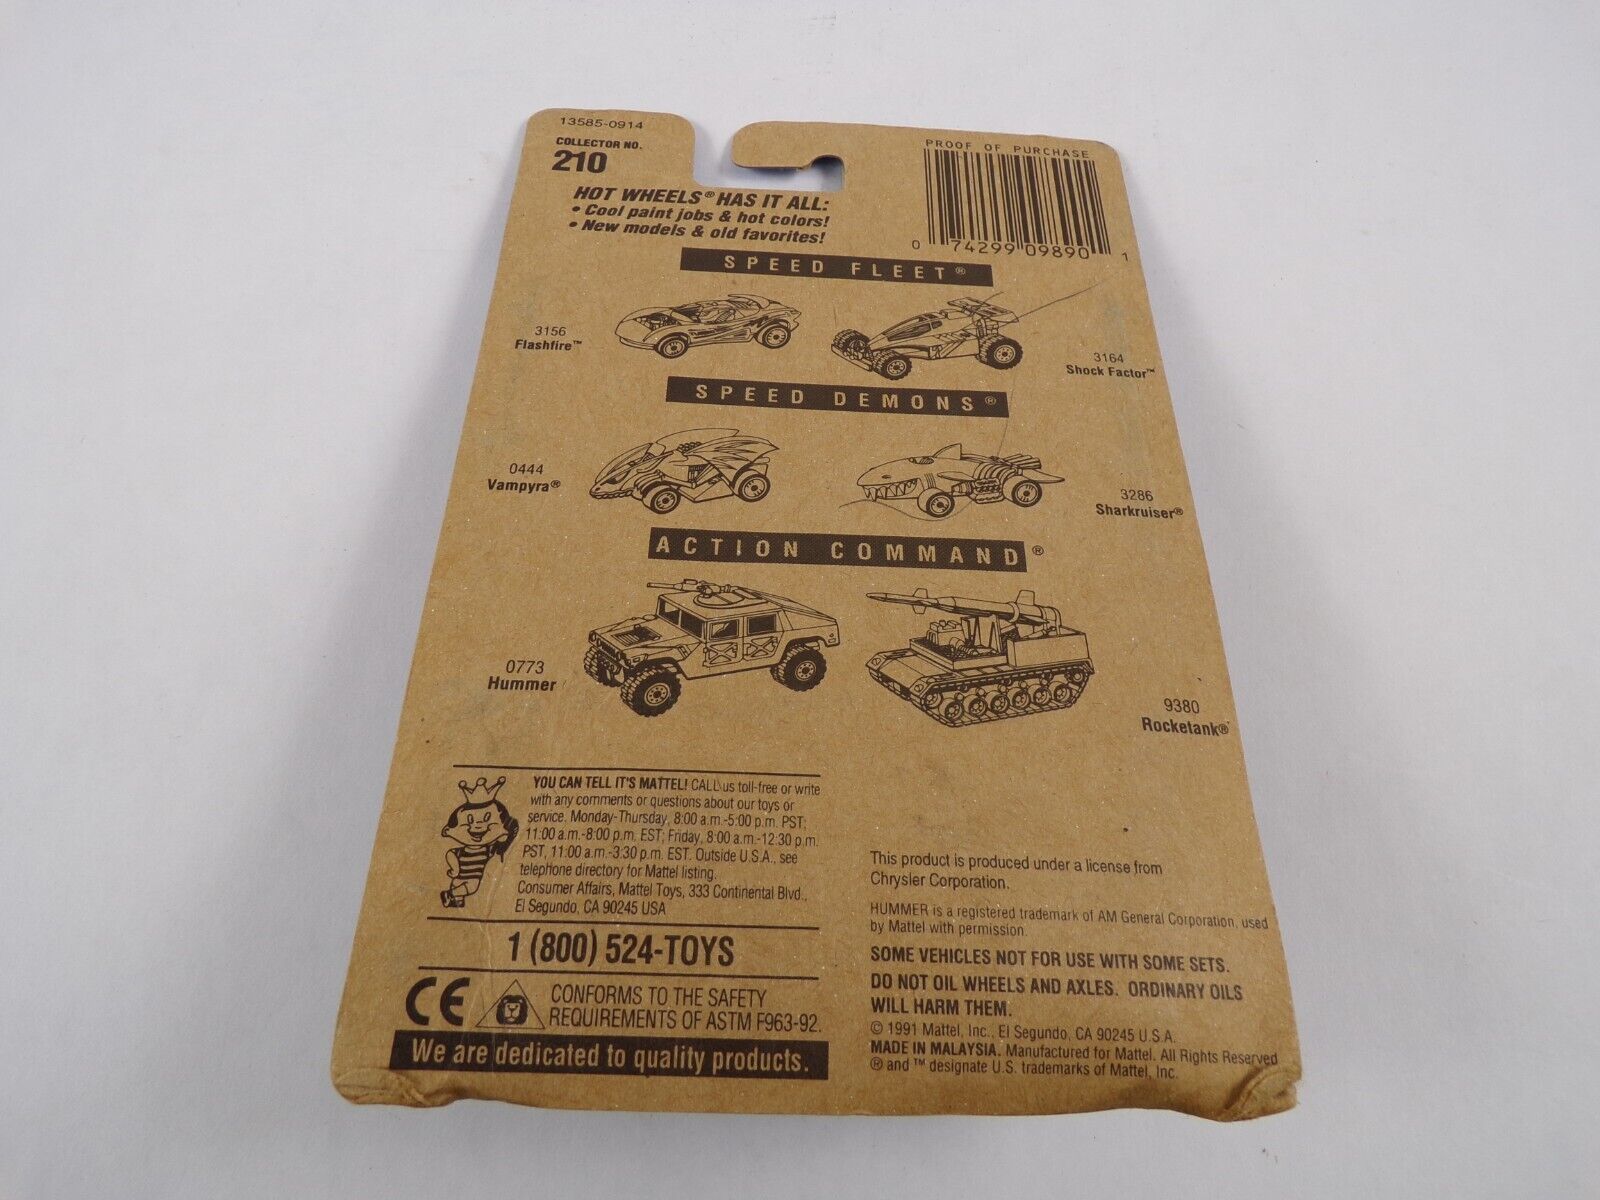 13585-0914
COLLECTOR NO.
210
HOT WHEELS® HAS IT ALL:
• Cool paint jobs & hot colors!
• New models & old favorites!
PROOF OF PURCHASE
0 74299 09890 1
SPEED FLEET®
3156
Flashfire™
3164
Shock Factor™
SPEED DEMONS®
0444
Vampyra®
3286
Sharkruiser®
ACTION COMMAND®
0773
Hummer
9380
Rocketank®
YOU CAN TELL IT'S MATTEL! CALL us toll-free or write
with any comments or questions about our toys or
service. Monday-Thursday, 8:00 a.m.-5:00 p.m. PST;
11:00 a.m.-8:00 p.m. EST; Friday, 8:00 a.m.-12:30 p.m.
PST, 11:00 a.m.-3:30 p.m. EST. Outside U.S.A., see
telephone directory for Mattel listing.
Consumer Affairs, Mattel Toys, 333 Continental Blvd.,
El Segundo, CA 90245 USA
1 (800) 524-TOYS
CE
CONFORMS TO THE SAFETY
REQUIREMENTS OF ASTM F963-92.
We are dedicated to quality products.
This product is produced under a license from
Chrysler Corporation.
HUMMER is a registered trademark of AM General Corporation, used
by Mattel with permission.
SOME VEHICLES NOT FOR USE WITH SOME SETS.
DO NOT OIL WHEELS AND AXLES. ORDINARY OILS
WILL HARM THEM.
© 1991 Mattel, Inc., El Segundo, CA 90245 U.S.A.
MADE IN MALAYSIA. Manufactured for Mattel. All Rights Reserved
® and ™ designate U.S. trademarks of Mattel, Inc.